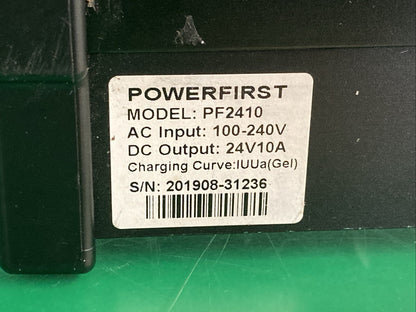 POWERFIRST
MODEL: PF2410
AC Input: 100-240V
DC Output: 24V10A
Charging Curve:IUUa(Gel)
S/N: 201908-31236